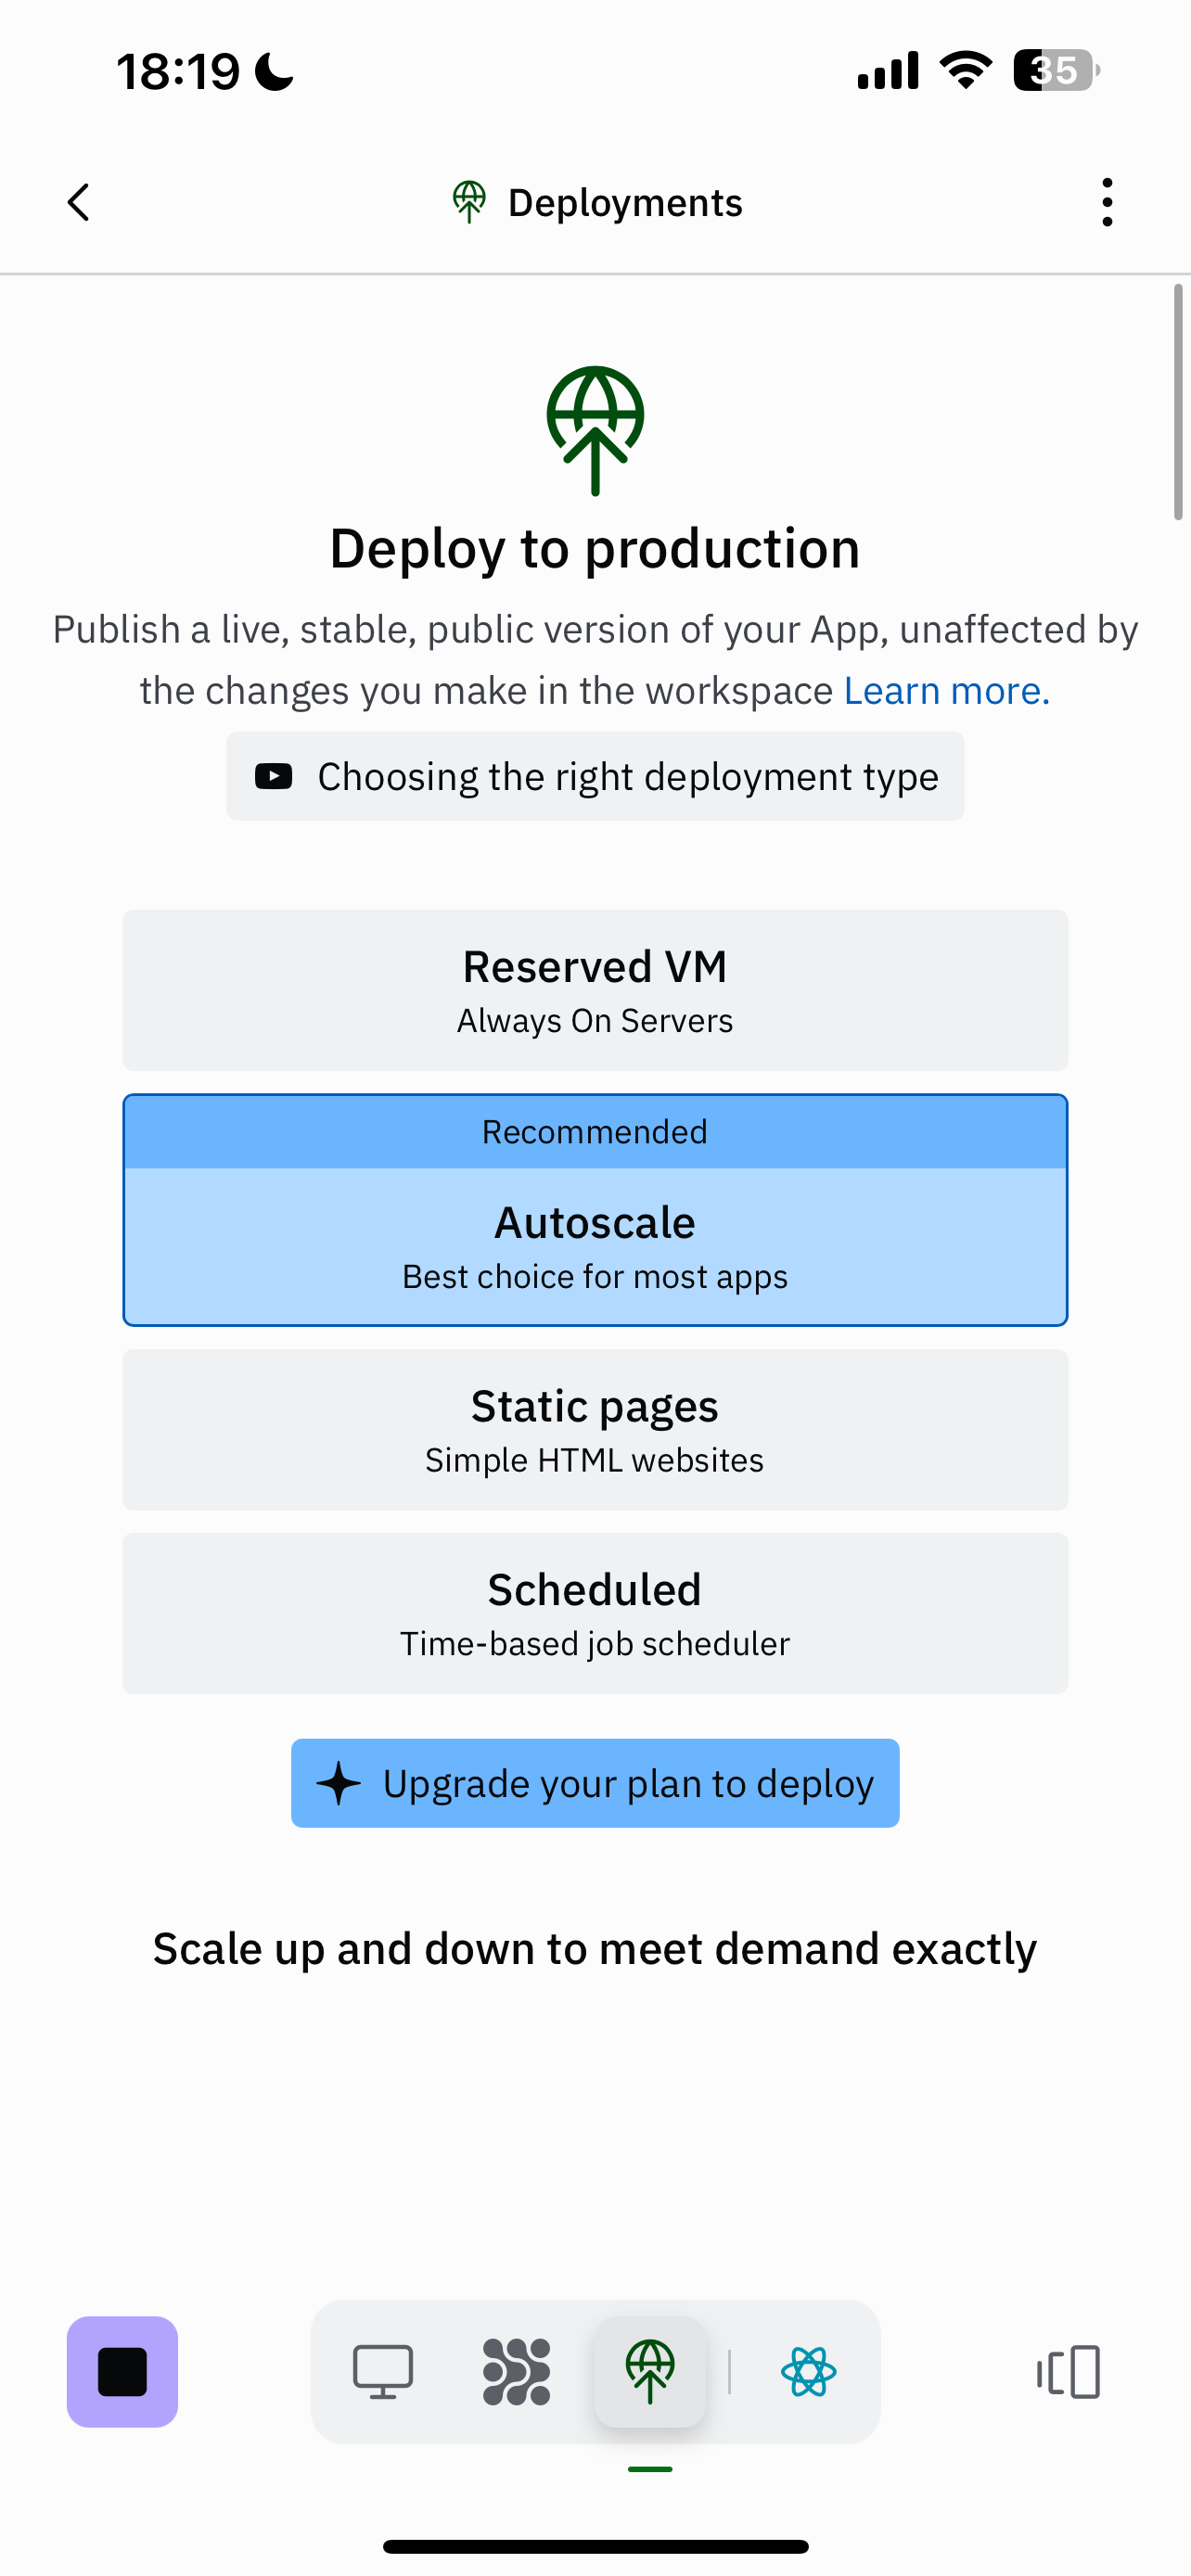 18:19
35
Deployments
Deploy to production
Publish a live, stable, public version of your App, unaffected by
the changes you make in the workspace Learn more.
Choosing the right deployment type
Reserved VM
Always On Servers
Recommended
Autoscale
Best choice for most apps
Static pages
Simple HTML websites
Scheduled
Time-based job scheduler
Upgrade your plan to deploy
Scale up and down to meet demand exactly